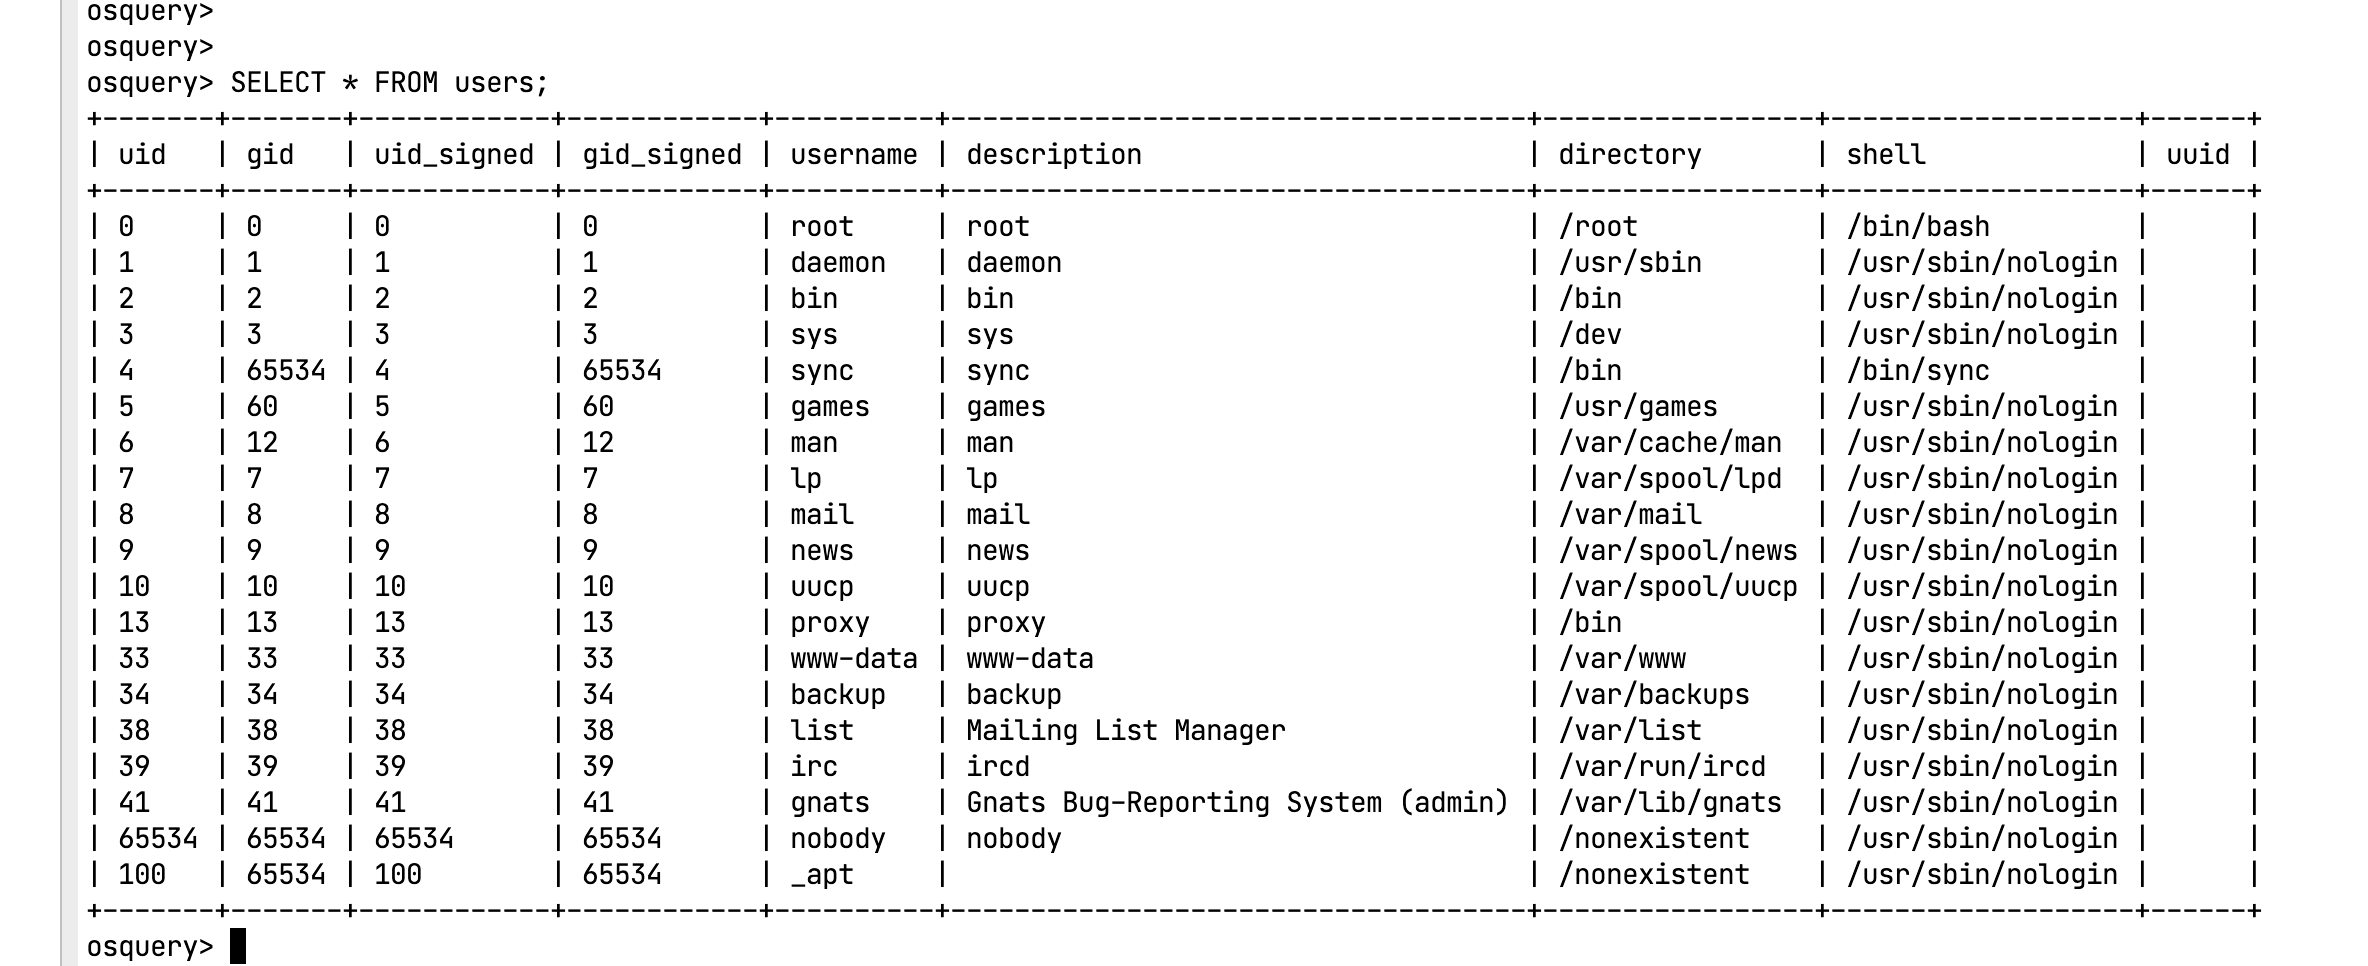 osquery>
osquery>
osquery> SELECT * FROM users;
+-------+-------+------------+------------+----------+------------------------------------+-----------------+-------------------+------+
| uid   | gid   | uid_signed | gid_signed | username | description                        | directory       | shell             | uuid |
+-------+-------+------------+------------+----------+------------------------------------+-----------------+-------------------+------+
| 0     | 0     | 0          | 0          | root     | root                               | /root           | /bin/bash         |      |
| 1     | 1     | 1          | 1          | daemon   | daemon                             | /usr/sbin       | /usr/sbin/nologin |      |
| 2     | 2     | 2          | 2          | bin      | bin                                | /bin            | /usr/sbin/nologin |      |
| 3     | 3     | 3          | 3          | sys      | sys                                | /dev            | /usr/sbin/nologin |      |
| 4     | 65534 | 4          | 65534      | sync     | sync                               | /bin            | /bin/sync         |      |
| 5     | 60    | 5          | 60         | games    | games                              | /usr/games      | /usr/sbin/nologin |      |
| 6     | 12    | 6          | 12         | man      | man                                | /var/cache/man  | /usr/sbin/nologin |      |
| 7     | 7     | 7          | 7          | lp       | lp                                 | /var/spool/lpd  | /usr/sbin/nologin |      |
| 8     | 8     | 8          | 8          | mail     | mail                               | /var/mail       | /usr/sbin/nologin |      |
| 9     | 9     | 9          | 9          | news     | news                               | /var/spool/news | /usr/sbin/nologin |      |
| 10    | 10    | 10         | 10         | uucp     | uucp                               | /var/spool/uucp | /usr/sbin/nologin |      |
| 13    | 13    | 13         | 13         | proxy    | proxy                              | /bin            | /usr/sbin/nologin |      |
| 33    | 33    | 33         | 33         | www-data | www-data                           | /var/www        | /usr/sbin/nologin |      |
| 34    | 34    | 34         | 34         | backup   | backup                             | /var/backups    | /usr/sbin/nologin |      |
| 38    | 38    | 38         | 38         | list     | Mailing List Manager               | /var/list       | /usr/sbin/nologin |      |
| 39    | 39    | 39         | 39         | irc      | ircd                               | /var/run/ircd   | /usr/sbin/nologin |      |
| 41    | 41    | 41         | 41         | gnats    | Gnats Bug-Reporting System (admin) | /var/lib/gnats  | /usr/sbin/nologin |      |
| 65534 | 65534 | 65534      | 65534      | nobody   | nobody                             | /nonexistent    | /usr/sbin/nologin |      |
| 100   | 65534 | 100        | 65534      | _apt     |                                    | /nonexistent    | /usr/sbin/nologin |      |
+-------+-------+------------+------------+----------+------------------------------------+-----------------+-------------------+------+
osquery>